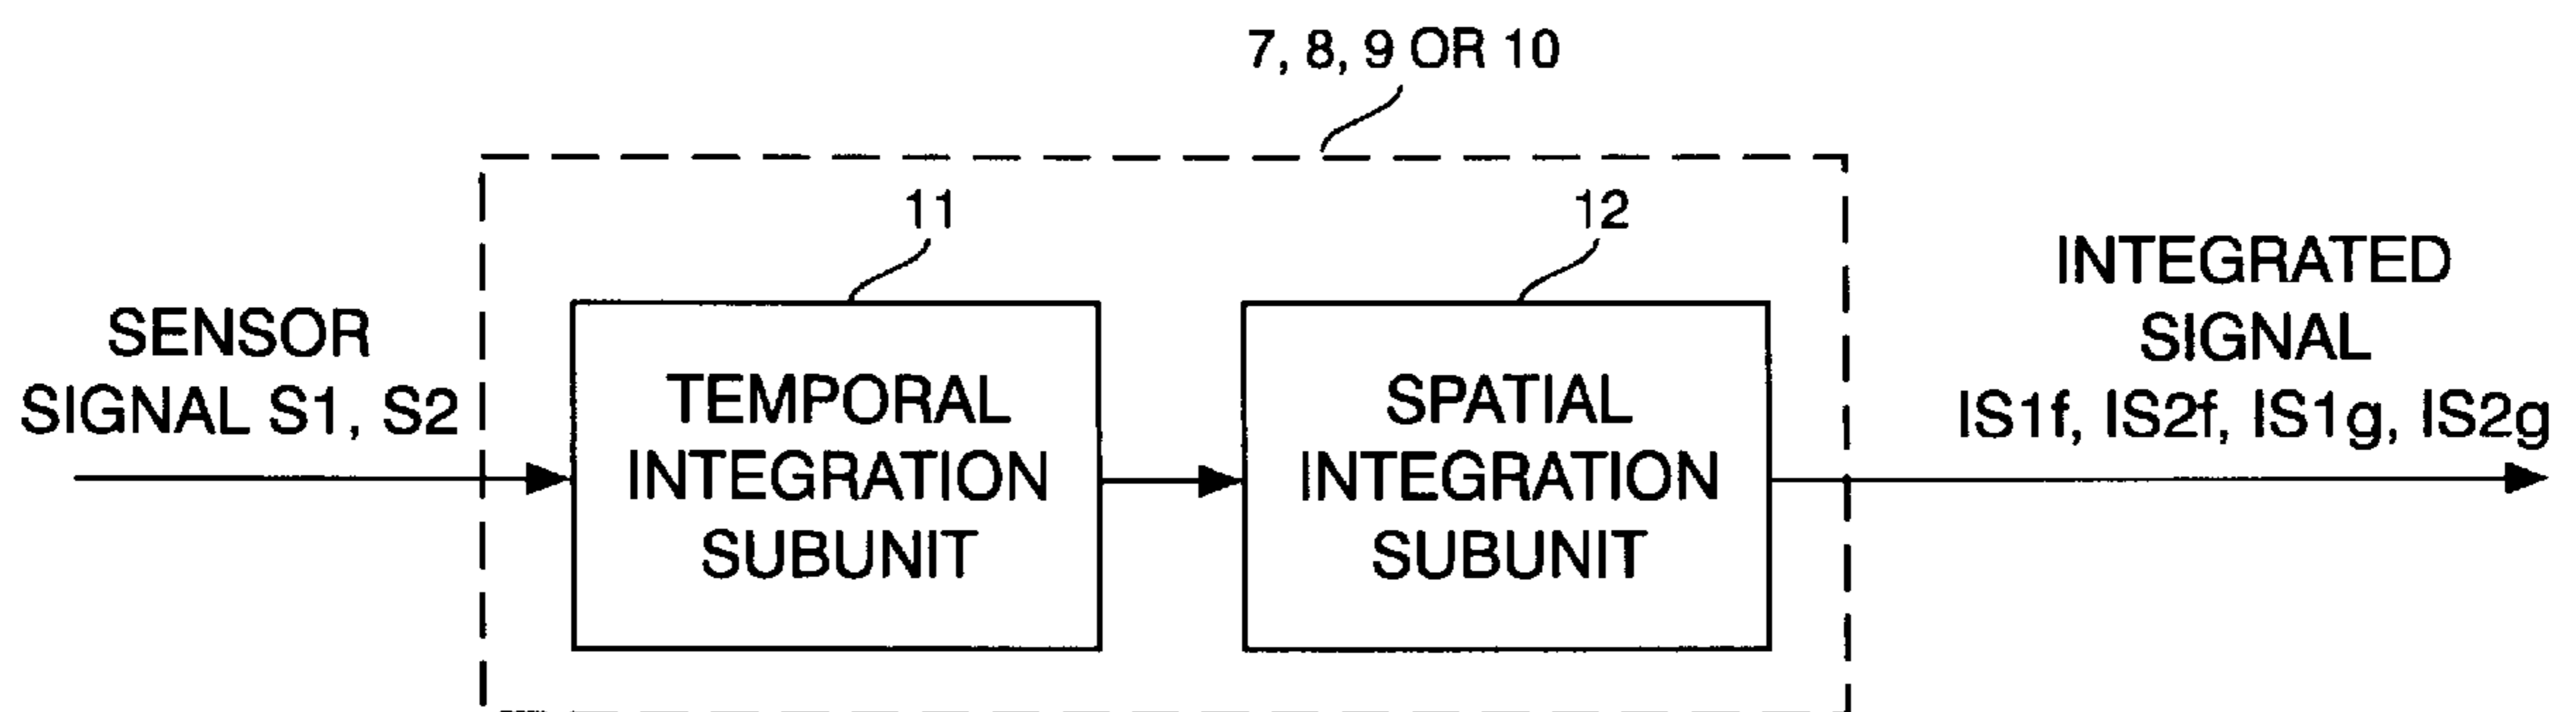 7, 8, 9 OR 10
11
12
SENSOR
SIGNAL S1, S2
TEMPORAL
INTEGRATION
SUBUNIT
SPATIAL
INTEGRATION
SUBUNIT
INTEGRATED
SIGNAL
IS1f, IS2f, IS1g, IS2g